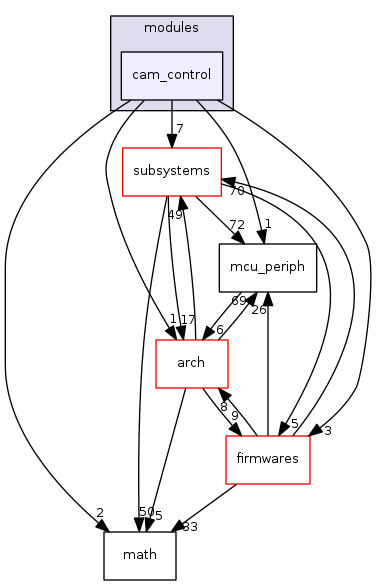 modules
cam_control
7
subsystems
70
49
72
1
mcu_periph
69
26
1
17
6
arch
8
9
5
3
firmwares
2
50
5
33
math